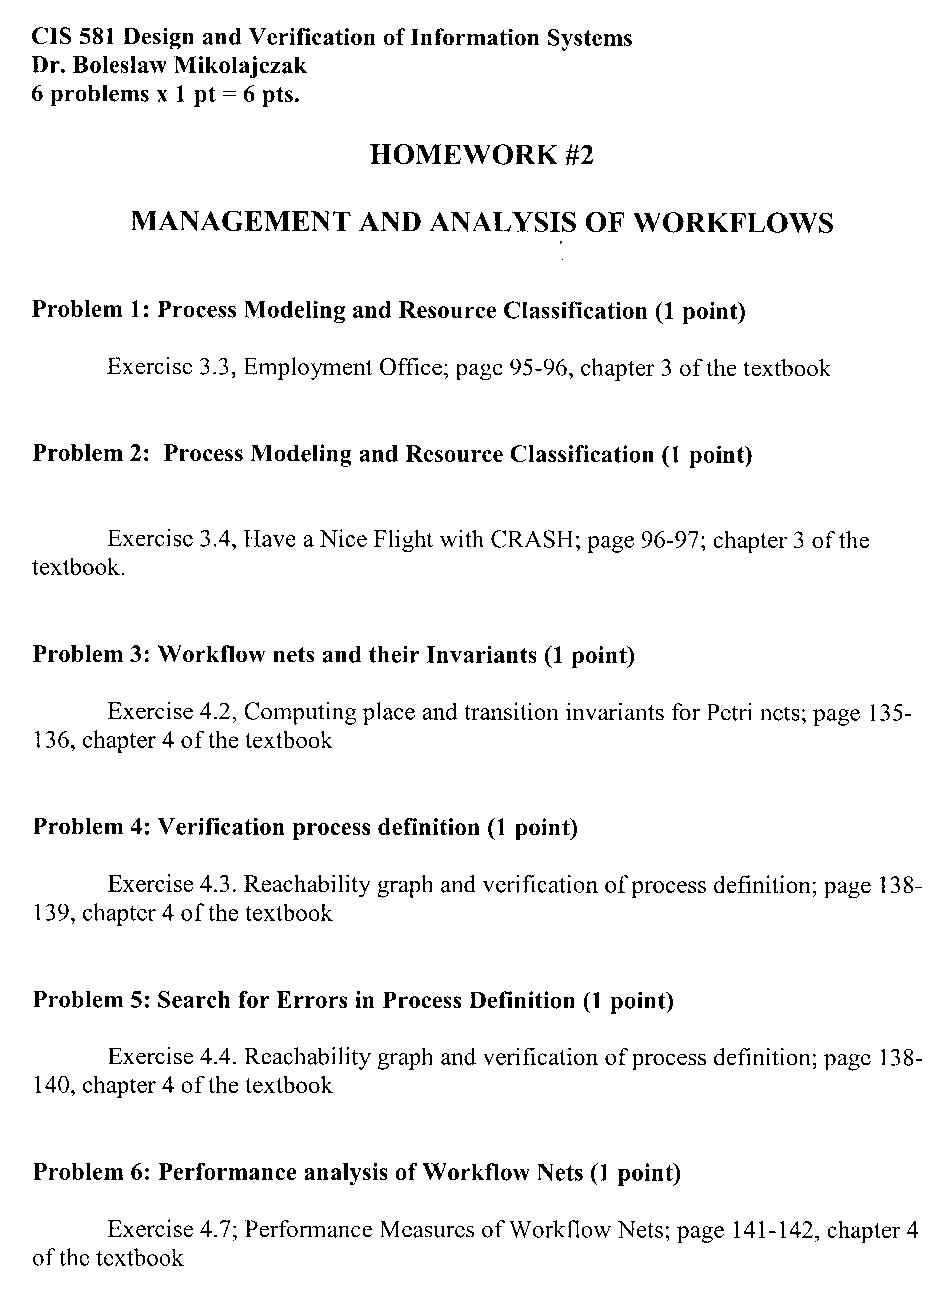 CIS 581 Design and Verification of Information Systems
Dr. Boleslaw Mikolajczak
6 problems x 1 pt = 6 pts.
HOMEWORK #2
MANAGEMENT AND ANALYSIS OF WORKFLOWS
Problem 1: Process Modeling and Resource Classification (1 point)
Exercise 3.3, Employment Office; page 95-96, chapter 3 of the textbook
Problem 2: Process Modeling and Resource Classification (1 point)
Exercise 3.4, Have a Nice Flight with CRASH; page 96-97; chapter 3 of the
textbook.
Problem 3: Workflow nets and their Invariants (1 point)
Exercise 4.2, Computing place and transition invariants for Petri nets; page 135-
136, chapter 4 of the textbook
Problem 4: Verification process definition (1 point)
Exercise 4.3. Reachability graph and verification of process definition; page 138-
139, chapter 4 of the textbook
Problem 5: Search for Errors in Process Definition (1 point)
Exercise 4.4. Reachability graph and verification of process definition; page 138-
140, chapter 4 of the textbook
Problem 6: Performance analysis of Workflow Nets (1 point)
Exercise 4.7; Performance Measures of Workflow Nets; page 141-142, chapter 4
of the textbook